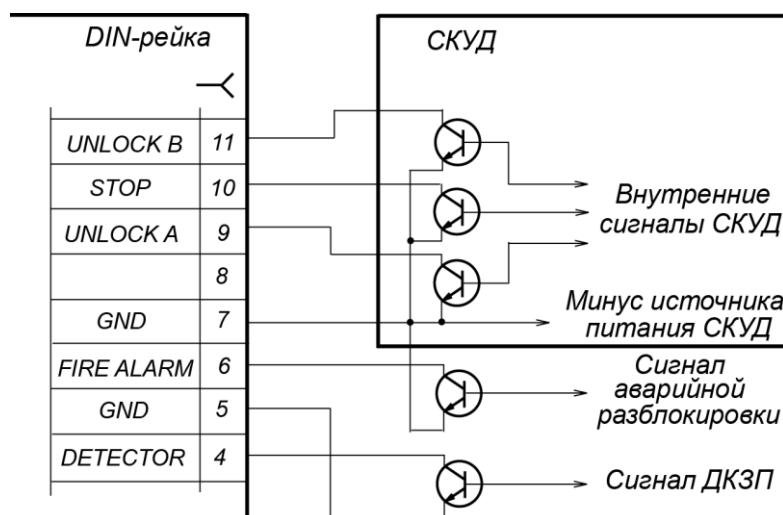 DIN-рейка
СКУД
UNLOCK B 11
STOP 10
UNLOCK A 9
8
GND 7
FIRE ALARM 6
GND 5
DETECTOR 4
Внутренние
сигналы СКУД
Минус источника
питания СКУД
Сигнал
аварийной
разблокировки
Сигнал ДКЗП